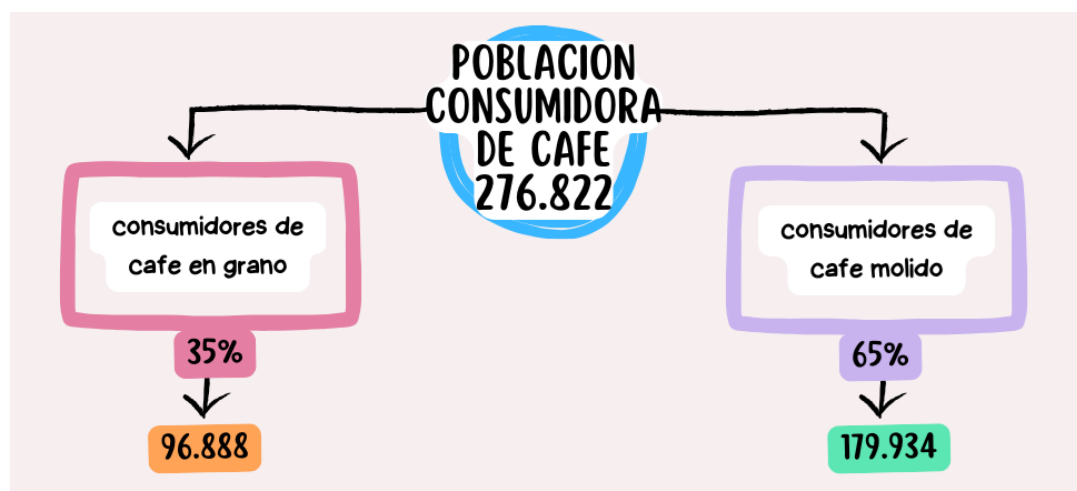 POBLACION
CONSUMIDORA
DE CAFE
276.822
consumidores de
cafe en grano
35%
96.888
consumidores de
cafe molido
65%
179.934